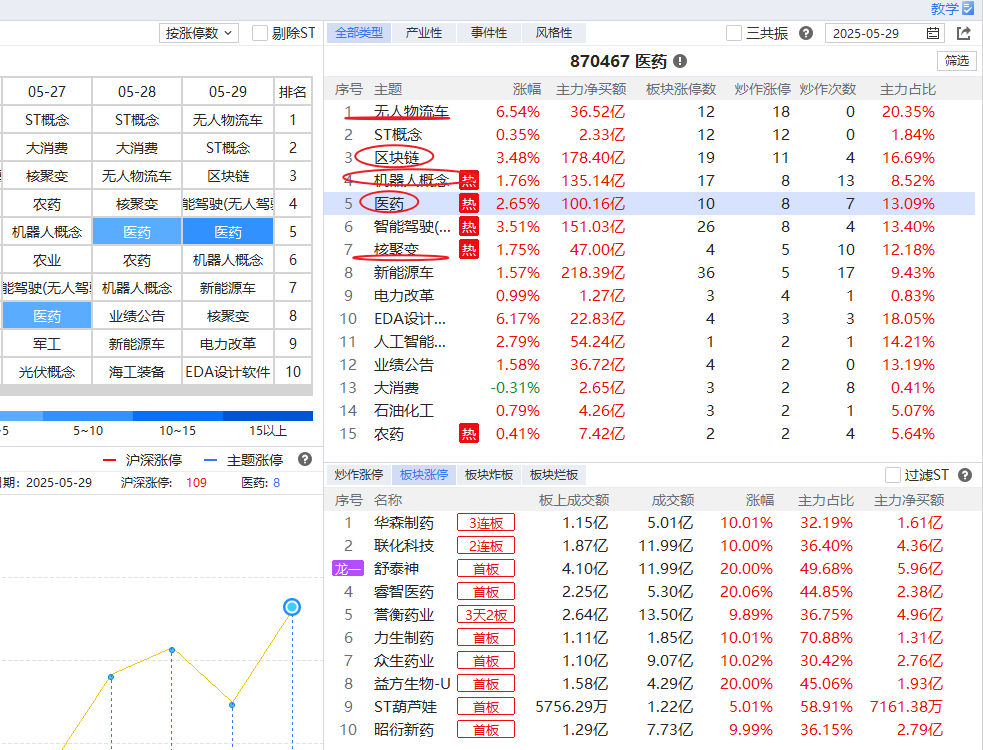 教学
按涨停数 剔除ST
05-27 05-28 05-29 排名
ST概念 ST概念 无人物流车 1
大消费 大消费 ST概念 2
核聚变 无人物流车 区块链 3
农药 核聚变 能驾驶(无人驾 4
机器人概念 医药 医药 5
农业 农药 机器人概念 6
能驾驶(无人驾 机器人概念 新能源车 7
医药 业绩公告 核聚变 8
军工 新能源车 电力改革 9
光伏概念 海工装备 EDA设计软件 10
~5 5~10 10~15 15以上
沪深涨停 主题涨停 ?
期: 2025-05-29 沪深涨停: 109 医药: 8
全部类型 产业性 事件性 风格性 三共振 ? 2025-05-29
870467 医药 筛选
序号 主题 涨幅 主力净买额 板块涨停数 炒作涨停 炒作次数 主力占比
1 无人物流车 6.54% 36.52亿 12 18 0 20.35%
2 ST概念 0.35% 2.33亿 12 12 0 1.84%
3 区块链 3.48% 178.40亿 19 11 4 16.69%
4 机器人概念 热 1.76% 135.14亿 17 8 13 8.52%
5 医药 热 2.65% 100.16亿 10 8 7 13.09%
6 智能驾驶(... 热 3.51% 151.03亿 26 8 4 13.40%
7 核聚变 热 1.75% 47.00亿 4 5 10 12.18%
8 新能源车 1.57% 218.39亿 36 5 17 9.43%
9 电力改革 0.99% 1.27亿 3 4 1 0.83%
10 EDA设计... 6.17% 22.83亿 4 3 3 18.05%
11 人工智能... 2.79% 54.24亿 1 2 1 14.21%
12 业绩公告 1.58% 36.72亿 4 2 0 13.19%
13 大消费 -0.31% 2.65亿 3 2 8 0.41%
14 石油化工 0.79% 4.26亿 3 2 1 5.07%
15 农药 热 0.41% 7.42亿 2 2 4 5.64%
炒作涨停 板块涨停 板块炸板 板块烂板 过滤ST ?
序号 名称 板上成交额 成交额 涨幅 主力占比 主力净买额
1 华森制药 3连板 1.15亿 5.01亿 10.01% 32.19% 1.61亿
2 联化科技 2连板 1.87亿 11.99亿 10.00% 36.40% 4.36亿
龙一 舒泰神 首板 4.10亿 11.99亿 20.00% 49.68% 5.96亿
4 睿智医药 首板 2.25亿 5.30亿 20.06% 44.85% 2.38亿
5 誉衡药业 3天2板 2.64亿 13.50亿 9.89% 36.75% 4.96亿
6 力生制药 首板 1.11亿 1.85亿 10.01% 70.88% 1.31亿
7 众生药业 首板 1.10亿 9.07亿 10.02% 30.42% 2.76亿
8 益方生物-U 首板 1.58亿 4.29亿 20.00% 45.06% 1.93亿
9 ST葫芦娃 首板 5756.29万 1.22亿 5.01% 58.91% 7161.38万
10 昭衍新药 首板 1.29亿 7.73亿 9.99% 36.15% 2.79亿